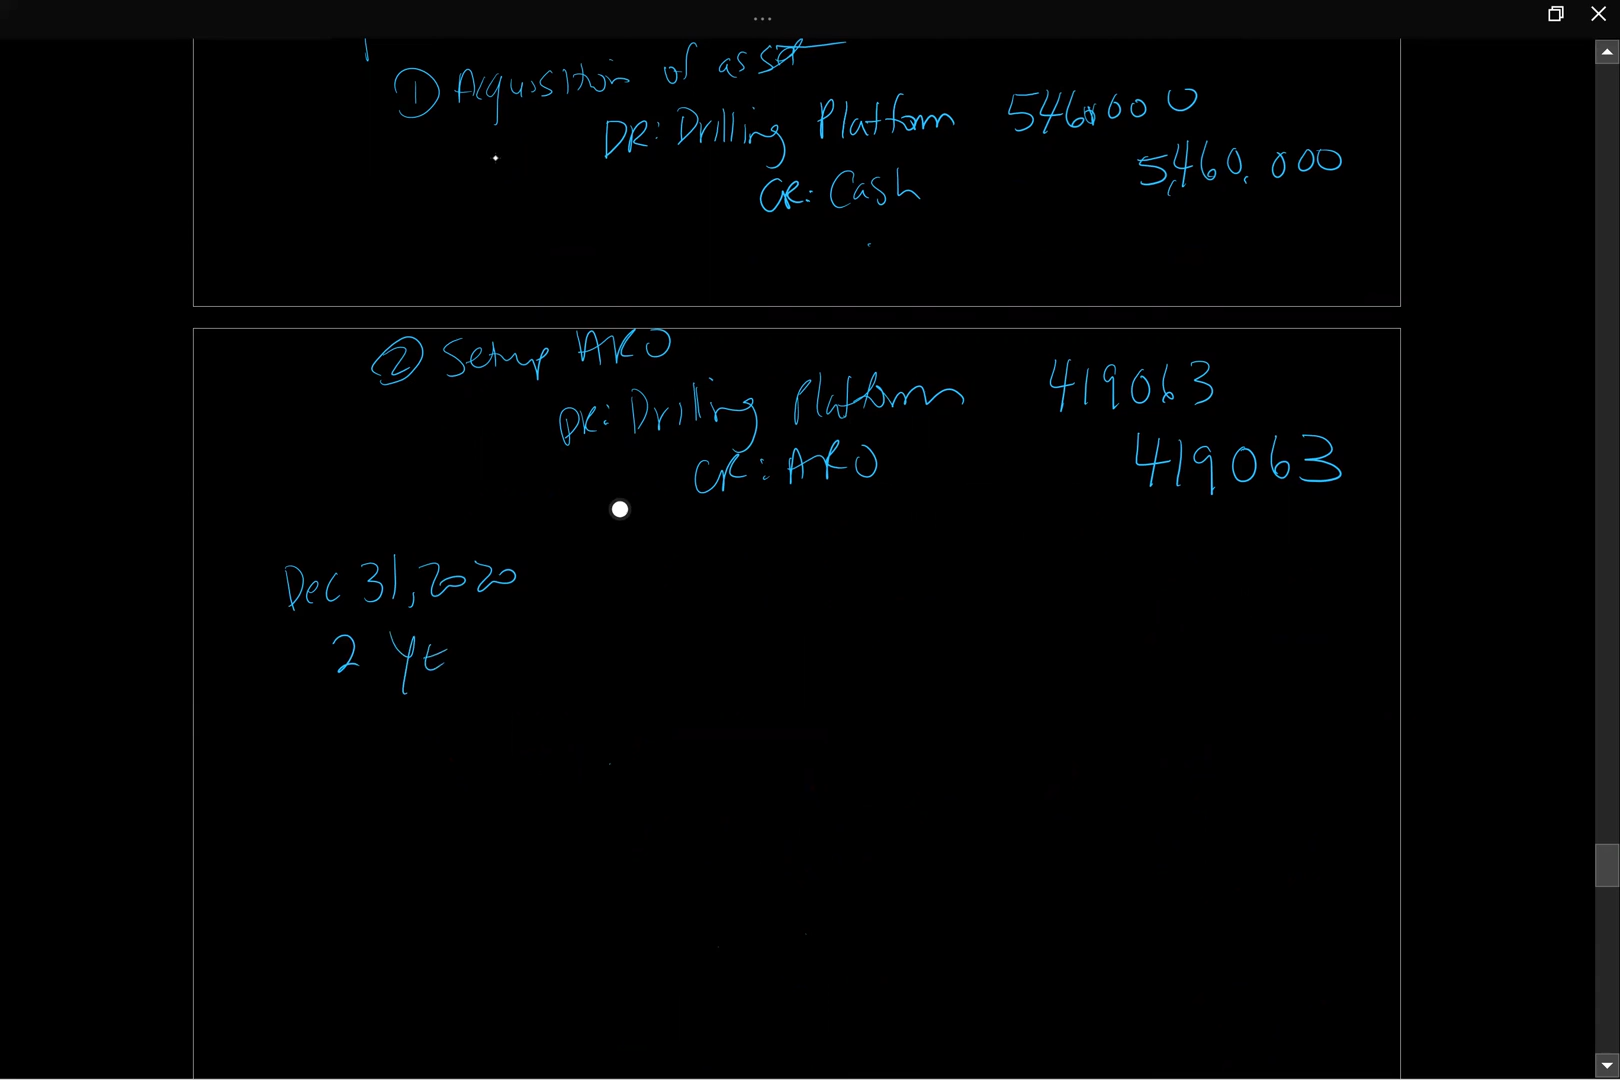 ① Acquisition of asset
DR: Drilling Platform 5460000
CR: Cash 5,460,000
② Setup ARO
DR: Drilling Platform 419063
CR: ARO 419063
Dec 31, 2020
2